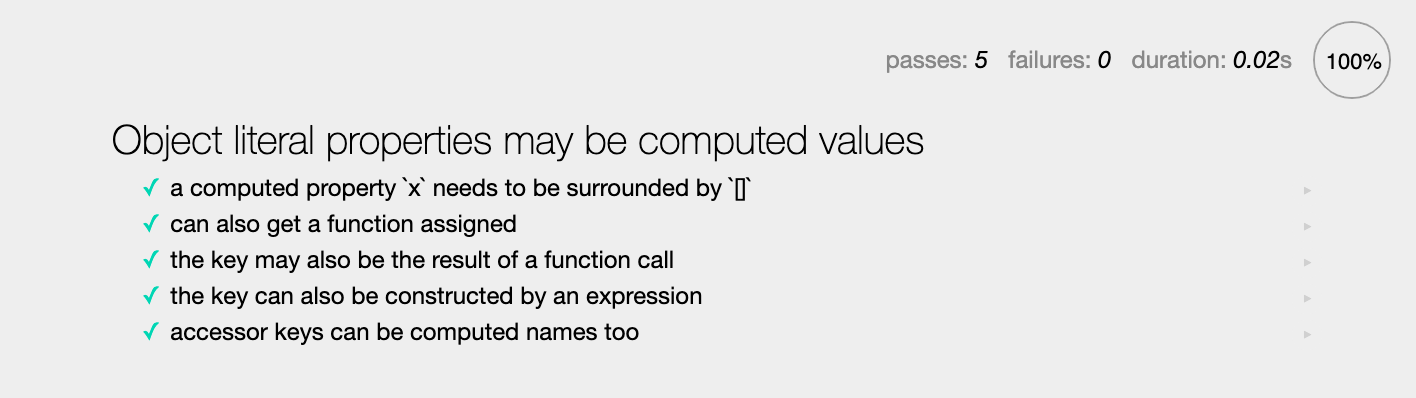 passes: 5 failures: 0 duration: 0.02s 100%
Object literal properties may be computed values
✓ a computed property `x` needs to be surrounded by `[]`
✓ can also get a function assigned
✓ the key may also be the result of a function call
✓ the key can also be constructed by an expression
✓ accessor keys can be computed names too